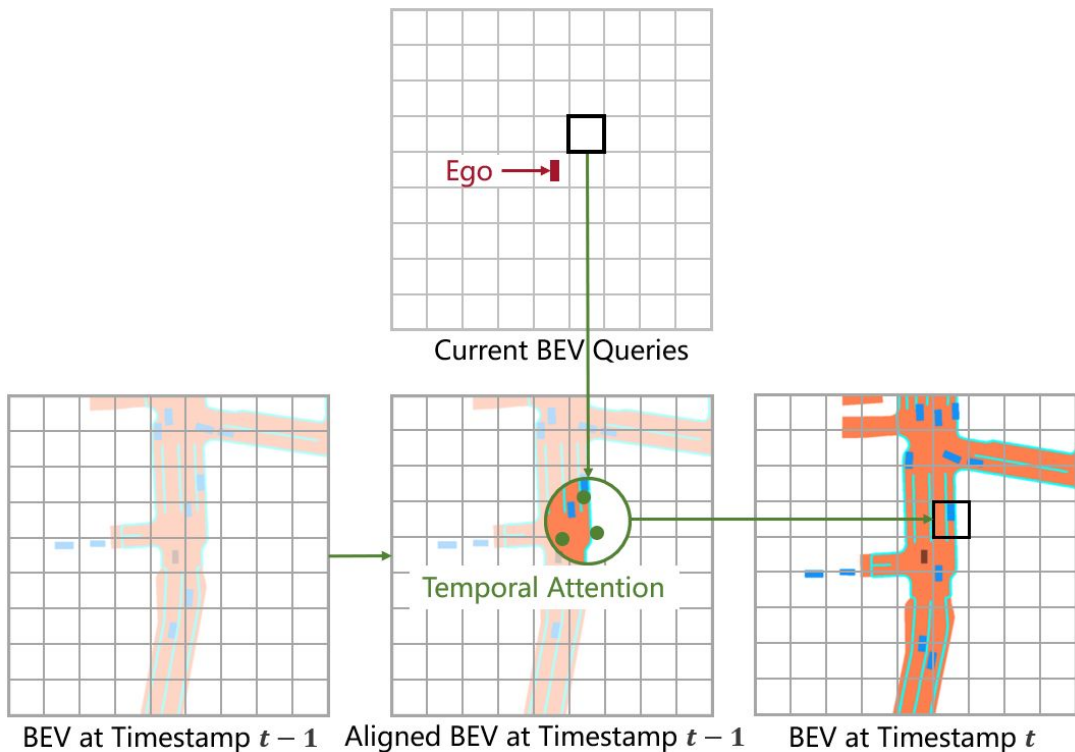 Ego
Current BEV Queries
Temporal Attention
BEV at Timestamp t − 1
Aligned BEV at Timestamp t − 1
BEV at Timestamp t